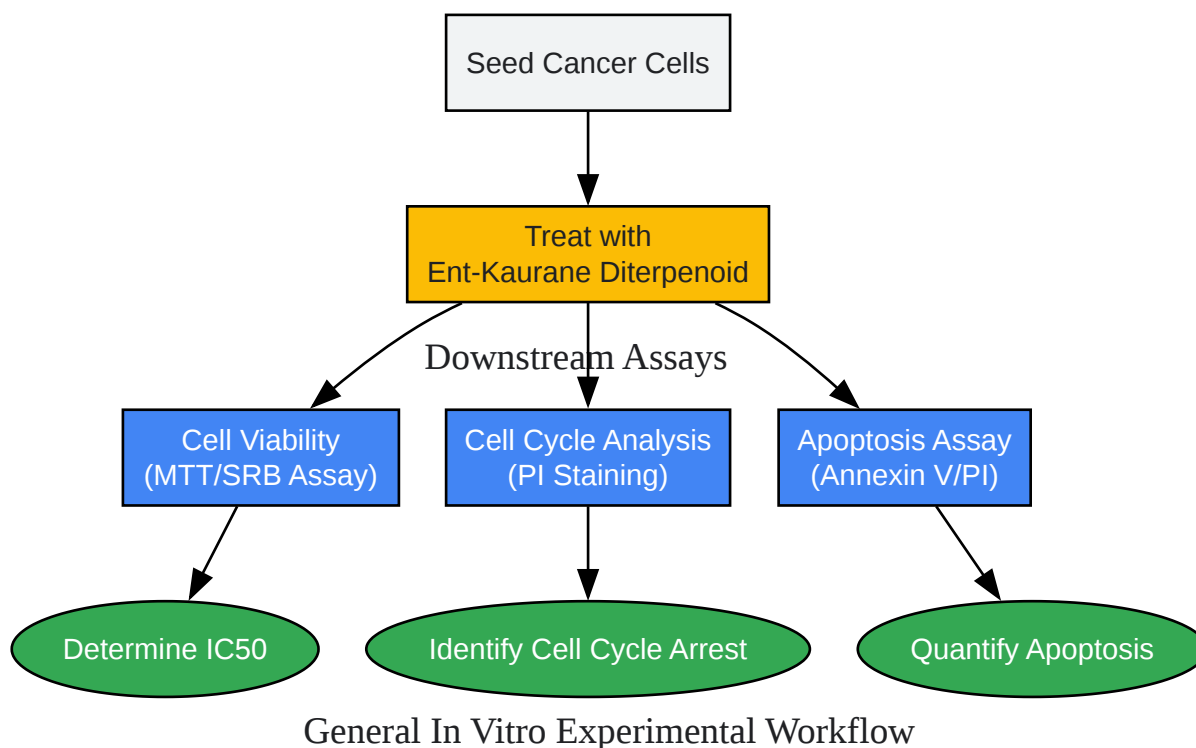 Seed Cancer Cells
Treat with
Ent-Kaurane Diterpenoid
Downstream Assays
Cell Viability
(MTT/SRB Assay)
Cell Cycle Analysis
(PI Staining)
Apoptosis Assay
(Annexin V/PI)
Determine IC50
Identify Cell Cycle Arrest
Quantify Apoptosis
General In Vitro Experimental Workflow